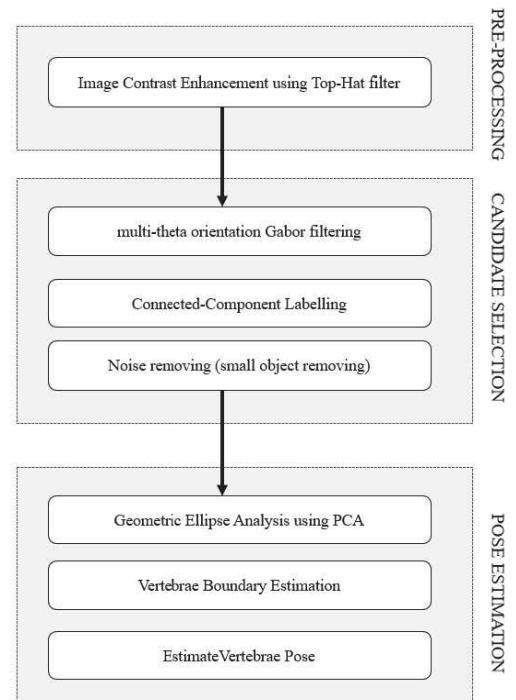 PRE-PROCESSING
Image Contrast Enhancement using Top-Hat filter
CANDIDATE SELECTION
multi-theta orientation Gabor filtering
Connected-Component Labelling
Noise removing (small object removing)
POSE ESTIMATION
Geometric Ellipse Analysis using PCA
Vertebrae Boundary Estimation
EstimateVertebrae Pose